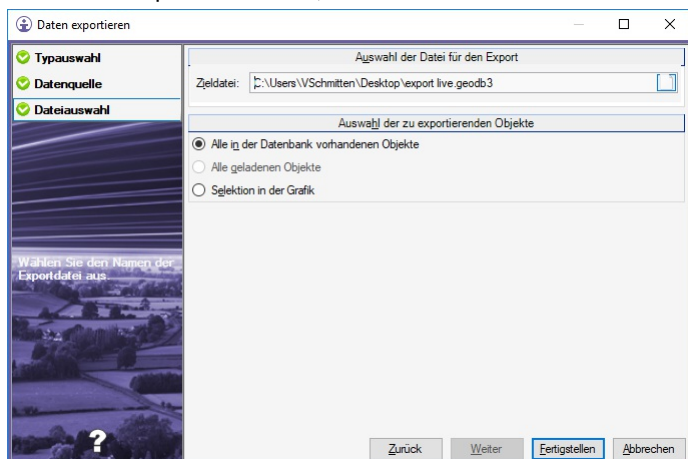 Daten exportieren
Typauswahl
Datenquelle
Dateiauswahl
Wählen Sie den Namen der
Exportdatei aus.
?
Auswahl der Datei für den Export
Zieldatei: C:\Users\VSchmitten\Desktop\export live.geodb3
Auswahl der zu exportierenden Objekte
Alle in der Datenbank vorhandenen Objekte
Alle geladenen Objekte
Selektion in der Grafik
Zurück Weiter Fertigstellen Abbrechen